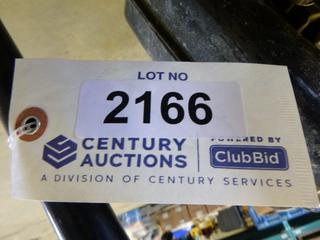 LOT NO
2166
CENTURY AUCTIONS
POWERED BY
ClubBid
A DIVISION OF CENTURY SERVICES